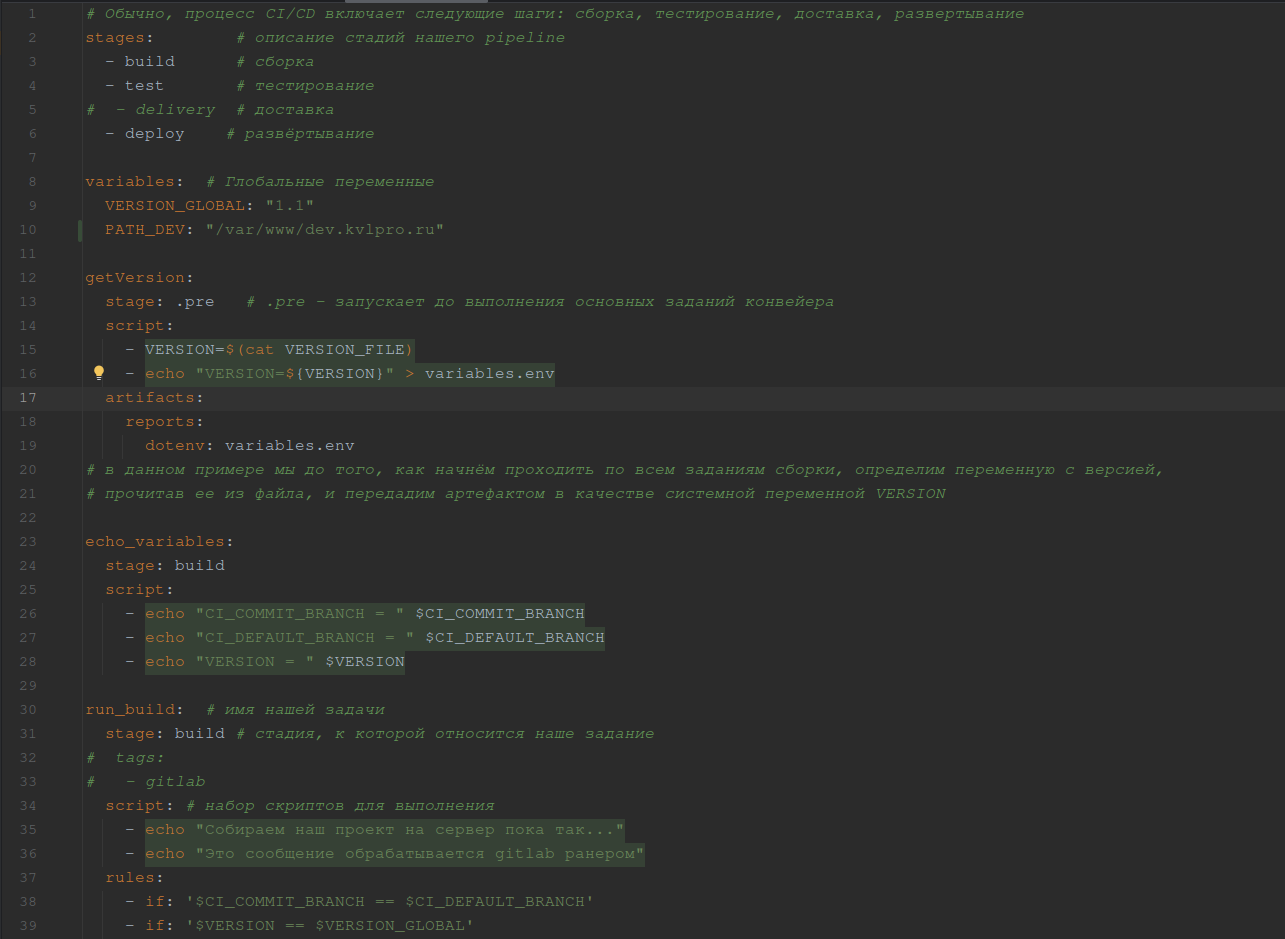 1 # Обычно, процесс CI/CD включает следующие шаги: сборка, тестирование, доставка, развертывание
2 stages: # описание стадий нашего pipeline
3 - build # сборка
4 - test # тестирование
5 # - delivery # доставка
6 - deploy # развёртывание
7
8 variables: # Глобальные переменные
9 VERSION_GLOBAL: "1.1"
10 PATH_DEV: "/var/www/dev.kvlpro.ru"
11
12 getVersion:
13 stage: .pre # .pre - запускает до выполнения основных заданий конвейера
14 script:
15 - VERSION=$(cat VERSION_FILE)
16 - echo "VERSION=${VERSION}" > variables.env
17 artifacts:
18 reports:
19 dotenv: variables.env
20 # в данном примере мы до того, как начнём проходить по всем заданиям сборки, определим переменную с версией,
21 # прочитав ее из файла, и передадим артефактом в качестве системной переменной VERSION
22
23 echo_variables:
24 stage: build
25 script:
26 - echo "CI_COMMIT_BRANCH = " $CI_COMMIT_BRANCH
27 - echo "CI_DEFAULT_BRANCH = " $CI_DEFAULT_BRANCH
28 - echo "VERSION = " $VERSION
29
30 run_build: # имя нашей задачи
31 stage: build # стадия, к которой относится наше задание
32 # tags:
33 # - gitlab
34 script: # набор скриптов для выполнения
35 - echo "Собираем наш проект на сервер пока так..."
36 - echo "Это сообщение обрабатывается gitlab ранером"
37 rules:
38 - if: '$CI_COMMIT_BRANCH == $CI_DEFAULT_BRANCH'
39 - if: '$VERSION == $VERSION_GLOBAL'